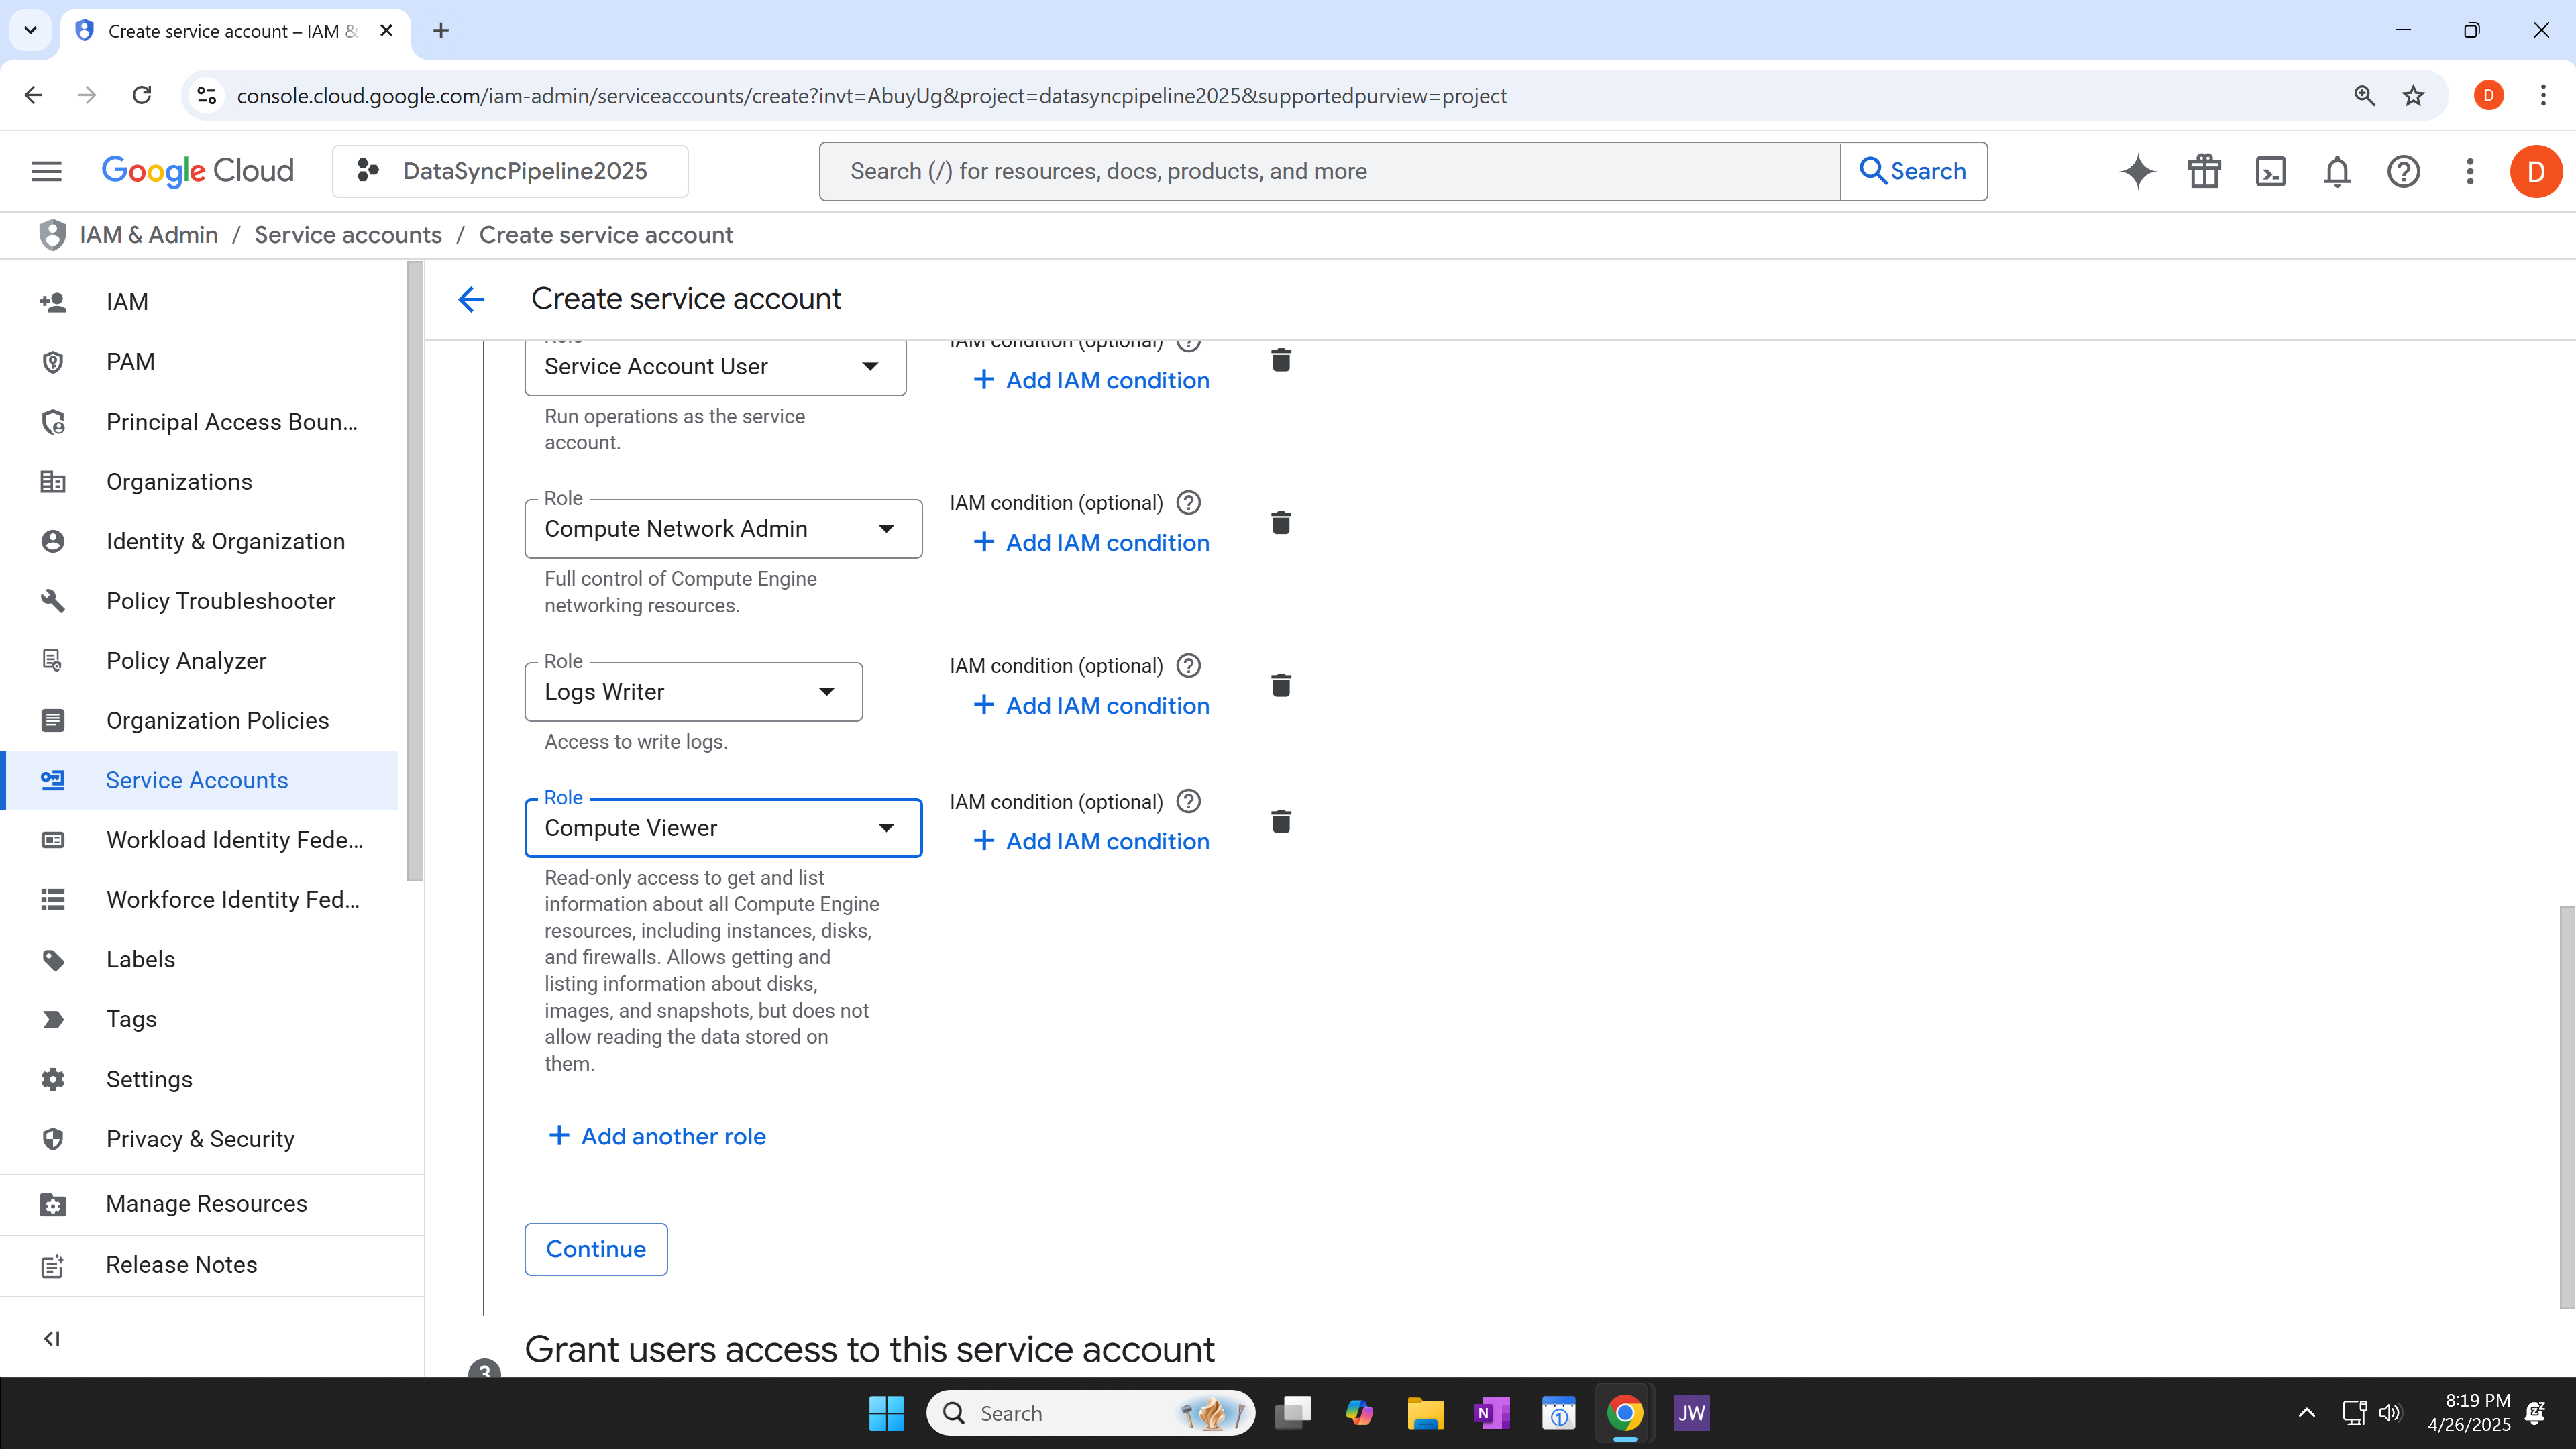 Create service account – IAM &
console.cloud.google.com/iam-admin/serviceaccounts/create?invt=AbuyUg&project=datasyncpipeline2025&supportedpurview=project
D
Google Cloud
DataSyncPipeline2025
Search (/) for resources, docs, products, and more
Search
D
IAM & Admin / Service accounts / Create service account
IAM
PAM
Principal Access Boun...
Organizations
Identity & Organization
Policy Troubleshooter
Policy Analyzer
Organization Policies
Service Accounts
Workload Identity Fede...
Workforce Identity Fed...
Labels
Tags
Settings
Privacy & Security
Manage Resources
Release Notes
Create service account
Role
IAM condition (optional)
Service Account User
+ Add IAM condition
Run operations as the service
account.
Role
IAM condition (optional)
Compute Network Admin
+ Add IAM condition
Full control of Compute Engine
networking resources.
Role
IAM condition (optional)
Logs Writer
+ Add IAM condition
Access to write logs.
Role
IAM condition (optional)
Compute Viewer
+ Add IAM condition
Read-only access to get and list
information about all Compute Engine
resources, including instances, disks,
and firewalls. Allows getting and
listing information about disks,
images, and snapshots, but does not
allow reading the data stored on
them.
+ Add another role
Continue
3
Grant users access to this service account
Search
N
1
JW
8:19 PM
4/26/2025